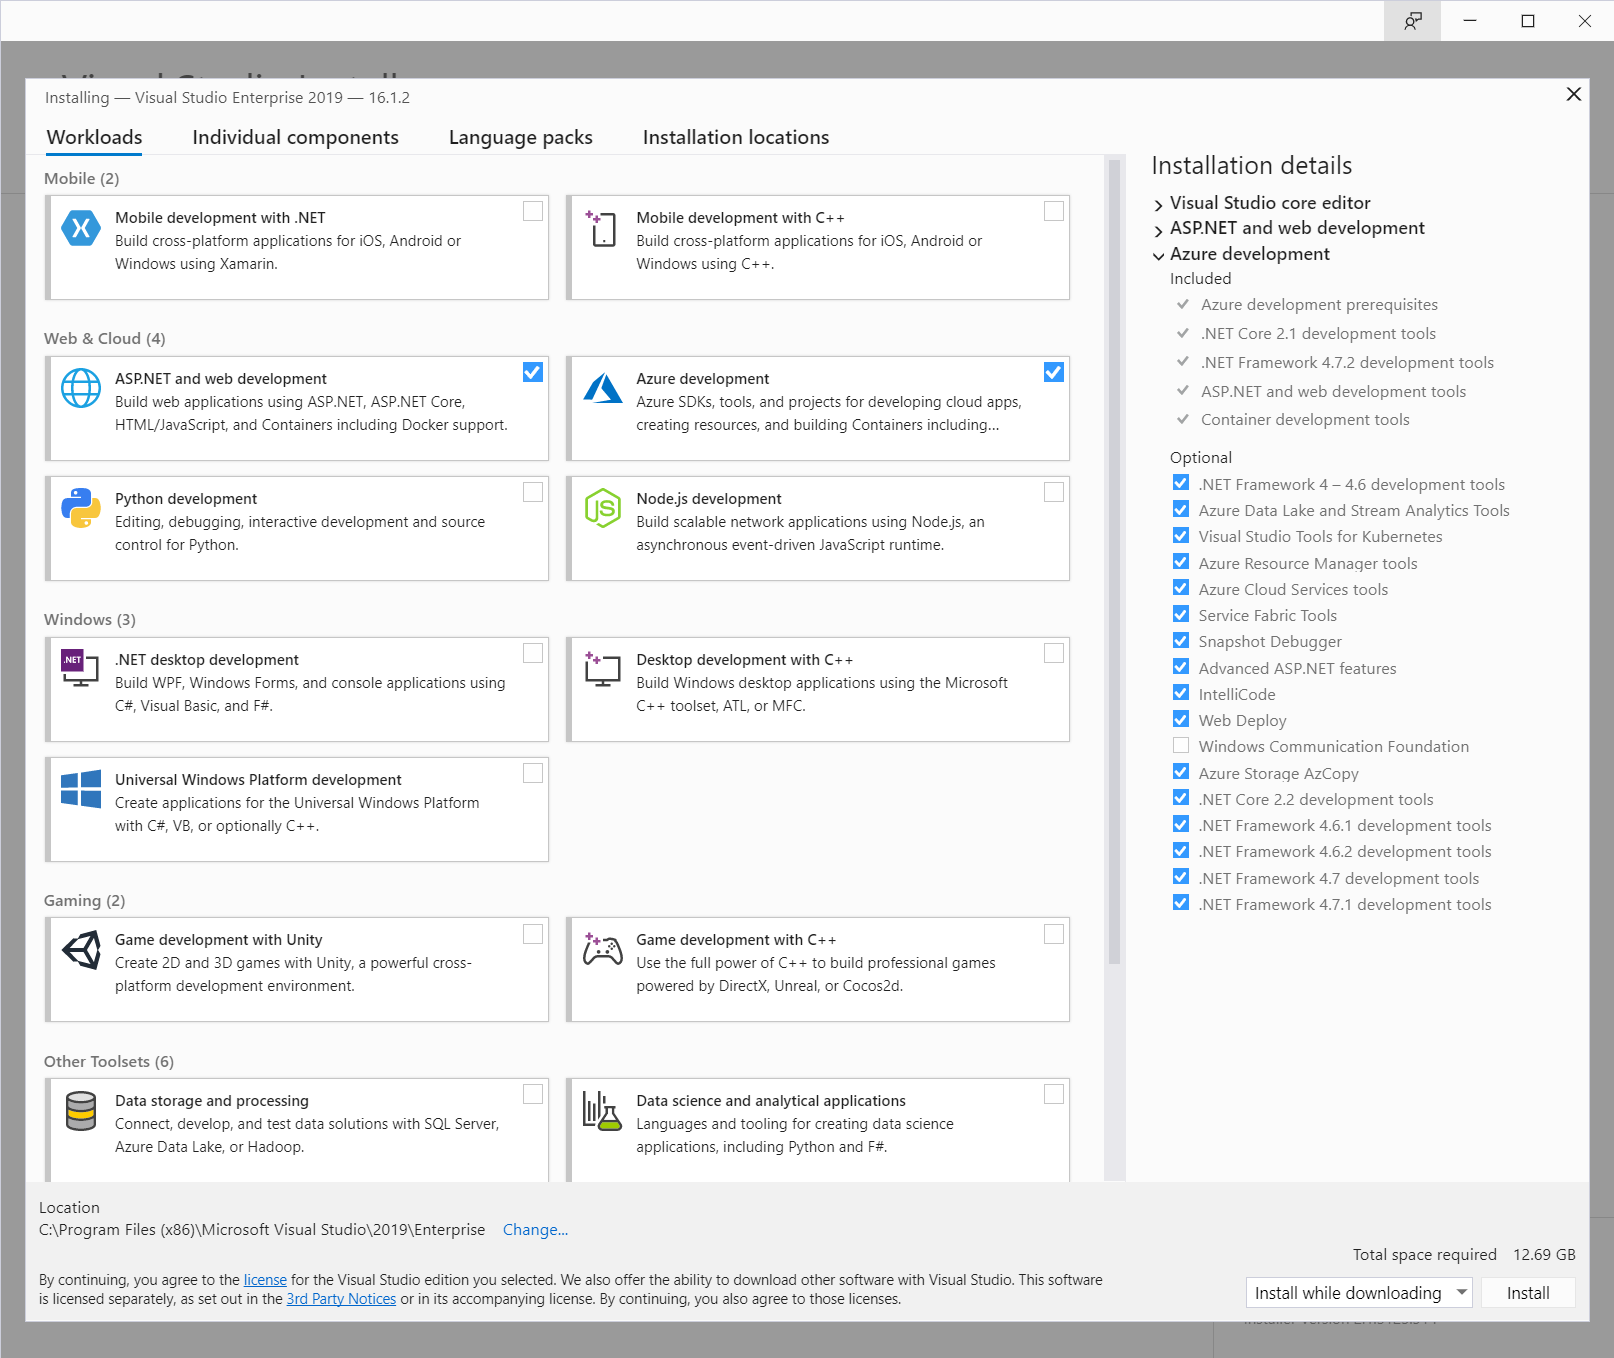 Visual Studio Installer
Installing — Visual Studio Enterprise 2019 — 16.1.2
Workloads
Individual components
Language packs
Installation locations
Mobile (2)
Mobile development with .NET
Build cross-platform applications for iOS, Android or
Windows using Xamarin.
Mobile development with C++
Build cross-platform applications for iOS, Android or
Windows using C++.
Web & Cloud (4)
ASP.NET and web development
Build web applications using ASP.NET, ASP.NET Core,
HTML/JavaScript, and Containers including Docker support.
Azure development
Azure SDKs, tools, and projects for developing cloud apps,
creating resources, and building Containers including...
Python development
Editing, debugging, interactive development and source
control for Python.
JS
Node.js development
Build scalable network applications using Node.js, an
asynchronous event-driven JavaScript runtime.
Windows (3)
.NET
.NET desktop development
Build WPF, Windows Forms, and console applications using
C#, Visual Basic, and F#.
Desktop development with C++
Build Windows desktop applications using the Microsoft
C++ toolset, ATL, or MFC.
Universal Windows Platform development
Create applications for the Universal Windows Platform
with C#, VB, or optionally C++.
Gaming (2)
Game development with Unity
Create 2D and 3D games with Unity, a powerful cross-
platform development environment.
Game development with C++
Use the full power of C++ to build professional games
powered by DirectX, Unreal, or Cocos2d.
Other Toolsets (6)
Data storage and processing
Connect, develop, and test data solutions with SQL Server,
Azure Data Lake, or Hadoop.
Data science and analytical applications
Languages and tooling for creating data science
applications, including Python and F#.
Installation details
Visual Studio core editor
ASP.NET and web development
Azure development
Included
Azure development prerequisites
.NET Core 2.1 development tools
.NET Framework 4.7.2 development tools
ASP.NET and web development tools
Container development tools
Optional
.NET Framework 4 – 4.6 development tools
Azure Data Lake and Stream Analytics Tools
Visual Studio Tools for Kubernetes
Azure Resource Manager tools
Azure Cloud Services tools
Service Fabric Tools
Snapshot Debugger
Advanced ASP.NET features
IntelliCode
Web Deploy
Windows Communication Foundation
Azure Storage AzCopy
.NET Core 2.2 development tools
.NET Framework 4.6.1 development tools
.NET Framework 4.6.2 development tools
.NET Framework 4.7 development tools
.NET Framework 4.7.1 development tools
Location
C:\Program Files (x86)\Microsoft Visual Studio\2019\Enterprise Change...
Total space required 12.69 GB
By continuing, you agree to the license for the Visual Studio edition you selected. We also offer the ability to download other software with Visual Studio. This software
is licensed separately, as set out in the 3rd Party Notices or in its accompanying license. By continuing, you also agree to those licenses.
Install while downloading
Install